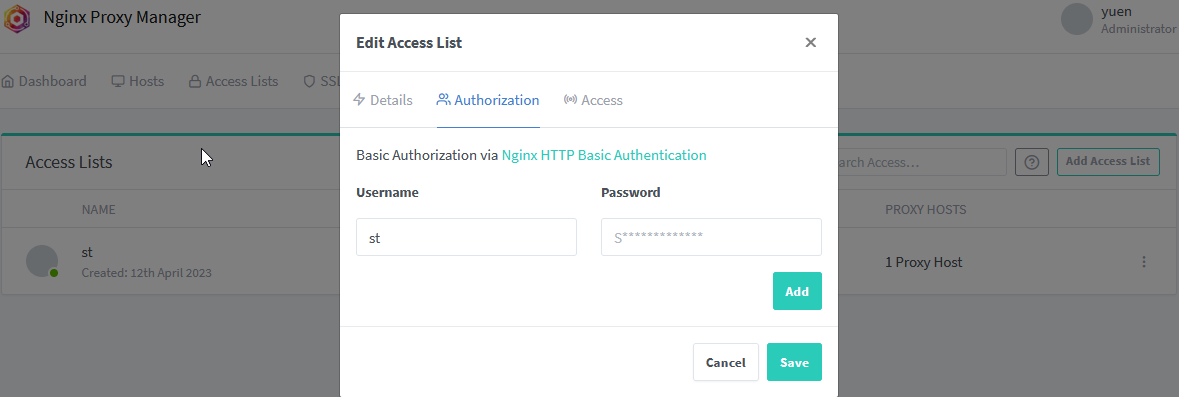 Nginx Proxy Manager
yuen
Administrator
Edit Access List
Dashboard Hosts Access Lists SSL
Details Authorization Access
Access Lists
Basic Authorization via Nginx HTTP Basic Authentication
arch Access...
Add Access List
Username Password
NAME
PROXY HOSTS
st
S*************
st
Created: 12th April 2023
1 Proxy Host
Add
Cancel Save